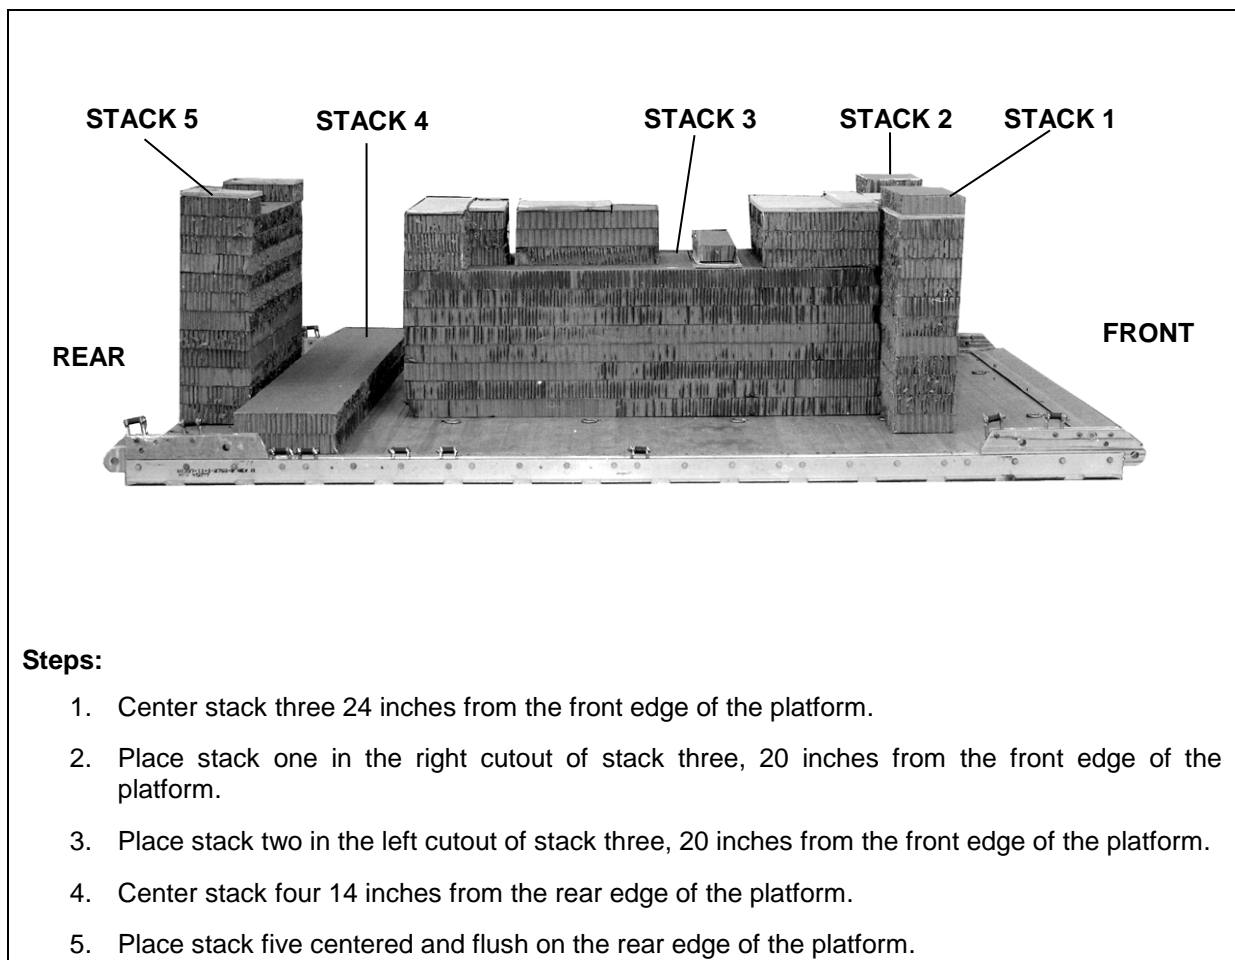 STACK 5
STACK 4
STACK 3
STACK 2
STACK 1
REAR
FRONT
Steps:
1. Center stack three 24 inches from the front edge of the platform.
2. Place stack one in the right cutout of stack three, 20 inches from the front edge of the
platform.
3. Place stack two in the left cutout of stack three, 20 inches from the front edge of the platform.
4. Center stack four 14 inches from the rear edge of the platform.
5. Place stack five centered and flush on the rear edge of the platform.